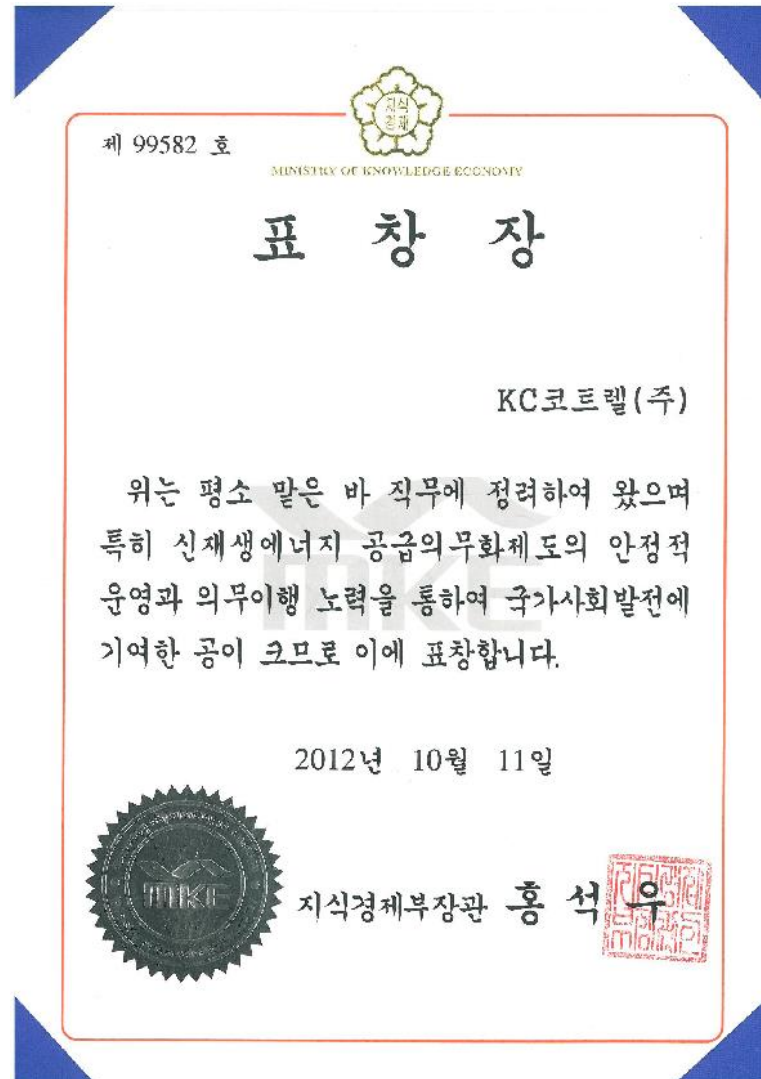 지식
경제
제 99582 호
MINISTRY OF KNOWLEDGE ECONOMY
표 창 장
KC코트렐(주)
위는 평소 맡은 바 직무에 정려하여 왔으며
특히 신재생에너지 공급의무화제도의 안정적
운영과 의무이행 노력을 통하여 국가사회발전에
기여한 공이 크므로 이에 표창합니다.
MKE
2012년 10월 11일
MKE
지식경제부장관 홍 석 우